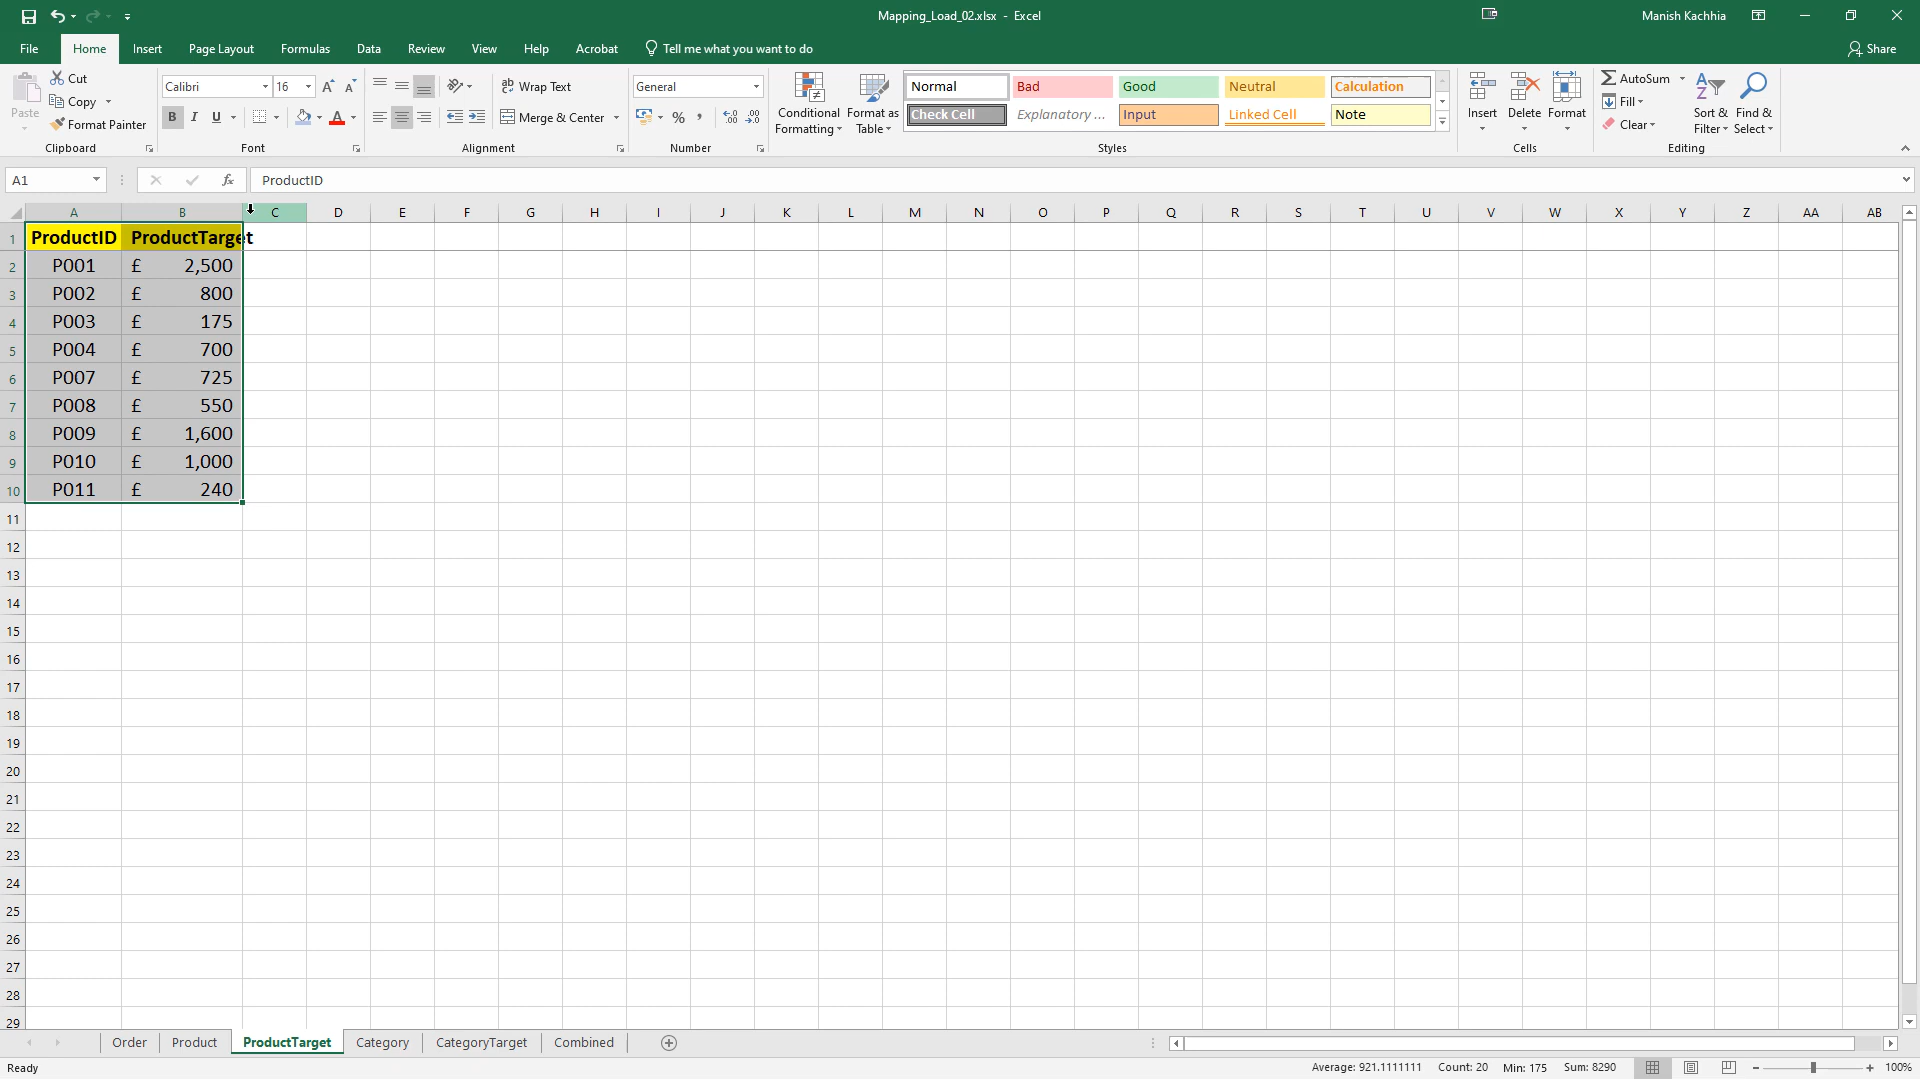 Mapping_Load_02.xlsx - Excel
Manish Kachhia
File Home Insert Page Layout Formulas Data Review View Help Acrobat Tell me what you want to do Share
Paste Cut Copy Format Painter
Clipboard
Calibri 16 A A
B I U A
Font
Wrap Text
Merge & Center
Alignment
General
% ,
Number
Conditional Formatting
Format as Table
Normal Bad Good Neutral Calculation
Check Cell Explanatory ... Input Linked Cell Note
Styles
Insert Delete Format
Cells
AutoSum
Fill
Clear
Sort & Filter
Find & Select
Editing
A1 fx ProductID
A B C D E F G H I J K L M N O P Q R S T U V W X Y Z AA AB
1 ProductID ProductTarget
2 P001 £ 2,500
3 P002 £ 800
4 P003 £ 175
5 P004 £ 700
6 P007 £ 725
7 P008 £ 550
8 P009 £ 1,600
9 P010 £ 1,000
10 P011 £ 240
11
12
13
14
15
16
17
18
19
20
21
22
23
24
25
26
27
28
29
Order Product ProductTarget Category CategoryTarget Combined
Ready Average: 921.1111111 Count: 20 Min: 175 Sum: 8290 100%